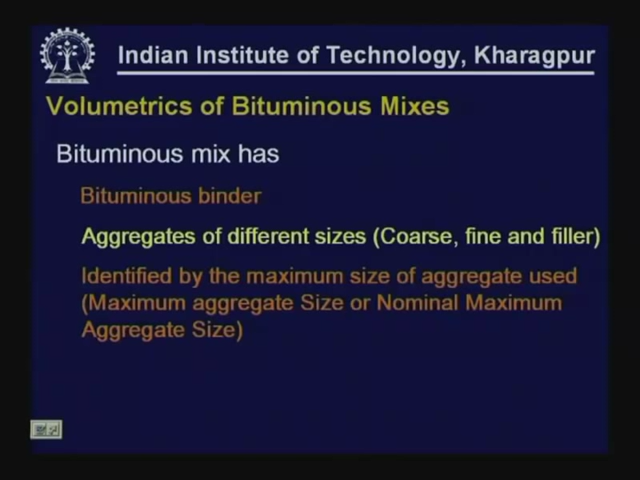 Indian Institute of Technology, Kharagpur
Volumetrics of Bituminous Mixes
Bituminous mix has
Bituminous binder
Aggregates of different sizes (Coarse, fine and filler)
Identified by the maximum size of aggregate used
(Maximum aggregate Size or Nominal Maximum
Aggregate Size)